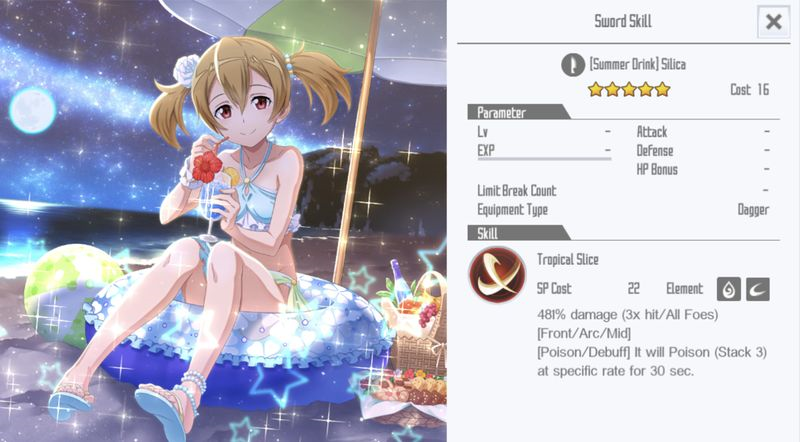 Sword Skill
[Summer Drink] Silica
Cost 16
Parameter
Lv - Attack -
EXP - Defense -
HP Bonus -
Limit Break Count -
Equipment Type Dagger
Skill
Tropical Slice
SP Cost 22 Element
481% damage (3x hit/All Foes)
[Front/Arc/Mid]
[Poison/Debuff] It will Poison (Stack 3)
at specific rate for 30 sec.